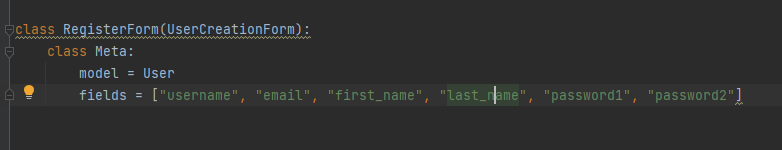 class RegisterForm(UserCreationForm):
    class Meta:
        model = User
        fields = ["username", "email", "first_name", "last_name", "password1", "password2"]